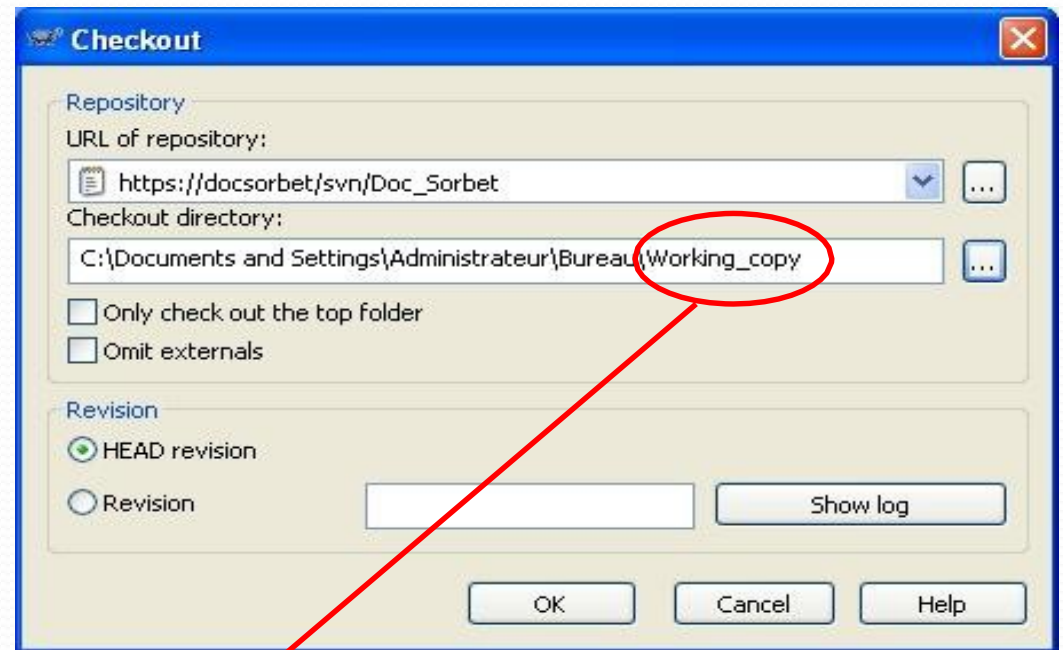 Checkout
Repository
URL of repository:
https://docsorbet/svn/Doc_Sorbet
...
Checkout directory:
C:\Documents and Settings\Administrateur\Bureau\Working_copy
...
Only check out the top folder
Omit externals
Revision
HEAD revision
Revision
Show log
OK Cancel Help